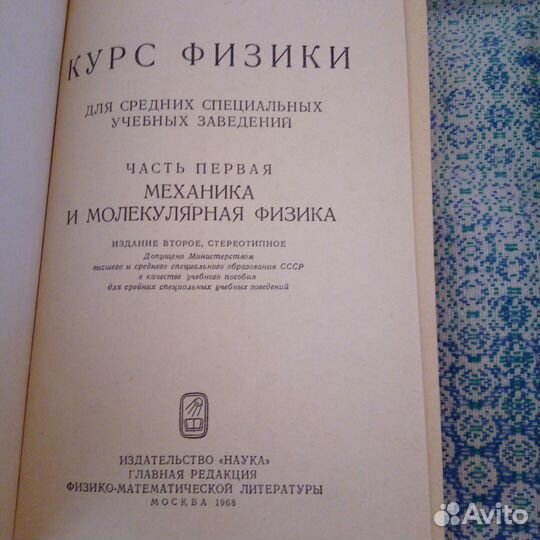 КУРС ФИЗИКИ
ДЛЯ СРЕДНИХ СПЕЦИАЛЬНЫХ
УЧЕБНЫХ ЗАВЕДЕНИЙ
ЧАСТЬ ПЕРВАЯ
МЕХАНИКА
И МОЛЕКУЛЯРНАЯ ФИЗИКА
ИЗДАНИЕ ВТОРОЕ, СТЕРЕОТИПНОЕ
Допущено Министерством
высшего и среднего специального образования СССР
в качестве учебного пособия
для средних специальных учебных заведений
ИЗДАТЕЛЬСТВО «НАУКА»
ГЛАВНАЯ РЕДАКЦИЯ
ФИЗИКО-МАТЕМАТИЧЕСКОЙ ЛИТЕРАТУРЫ
МОСКВА 1968
Avito